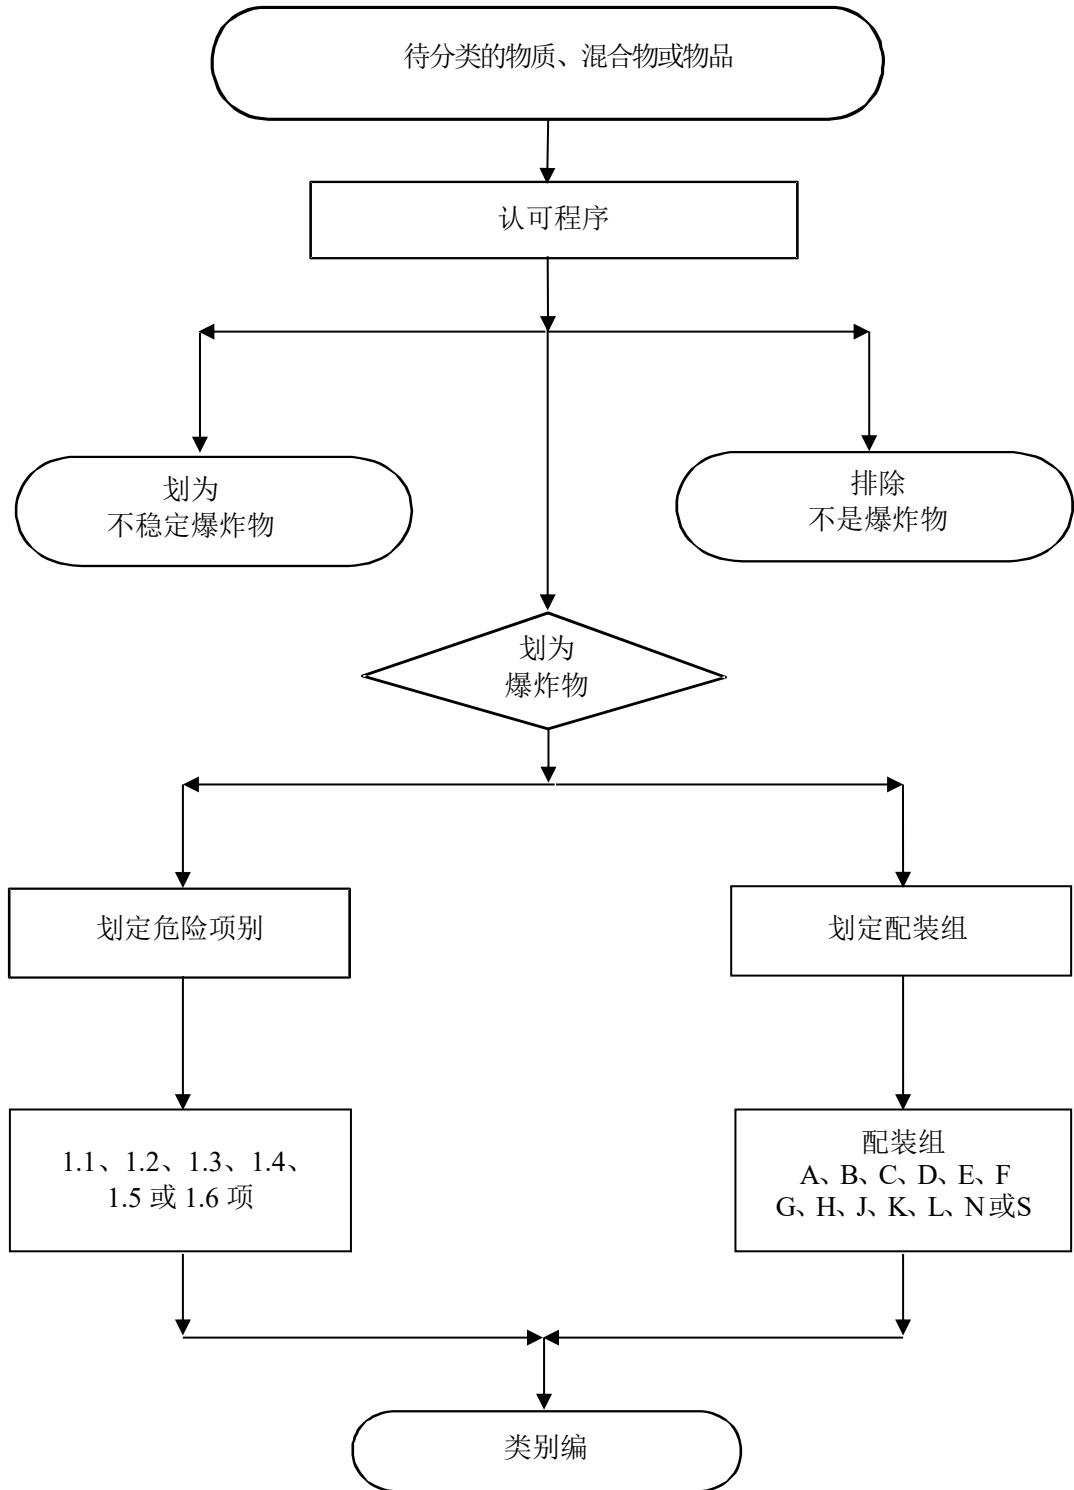 待分类的物质、混合物或物品
认可程序
划为
不稳定爆炸物
排除
不是爆炸物
划为
爆炸物
划定危险项别
划定配装组
1.1、1.2、1.3、1.4、
1.5 或 1.6 项
配装组
A、B、C、D、E、F
G、H、J、K、L、N或S
类别编